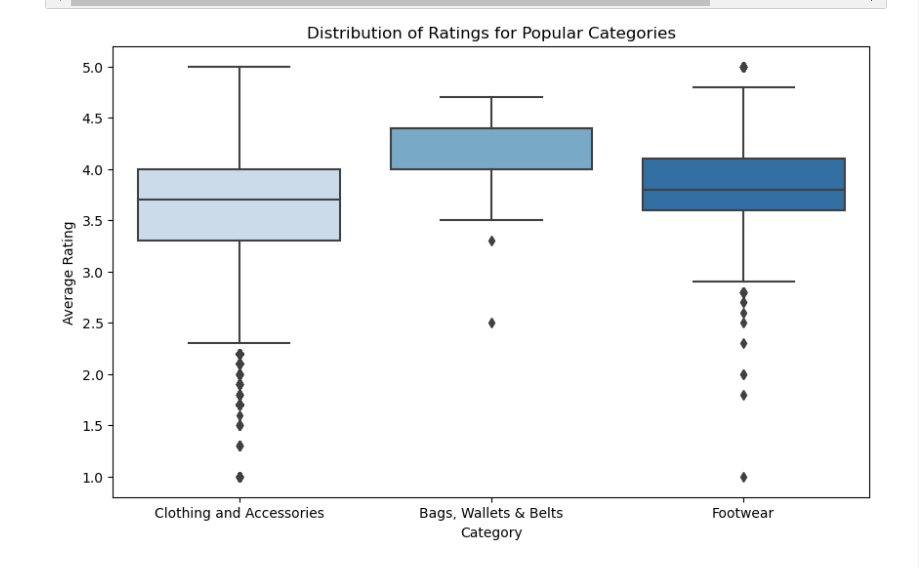 Distribution of Ratings for Popular Categories
5.0
4.5
4.0
3.5
3.0
2.5
2.0
1.5
1.0
Average Rating
Clothing and Accessories
Bags, Wallets & Belts
Footwear
Category